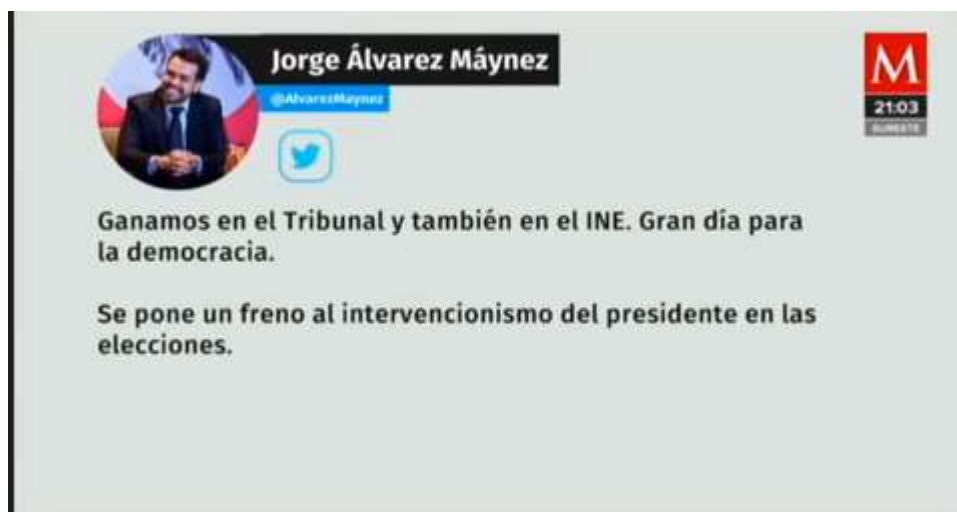 Jorge Álvarez Máynez
@AlvarezMaynez
M
21:03
SURESTE
Ganamos en el Tribunal y también en el INE. Gran día para
la democracia.
Se pone un freno al intervencionismo del presidente en las
elecciones.